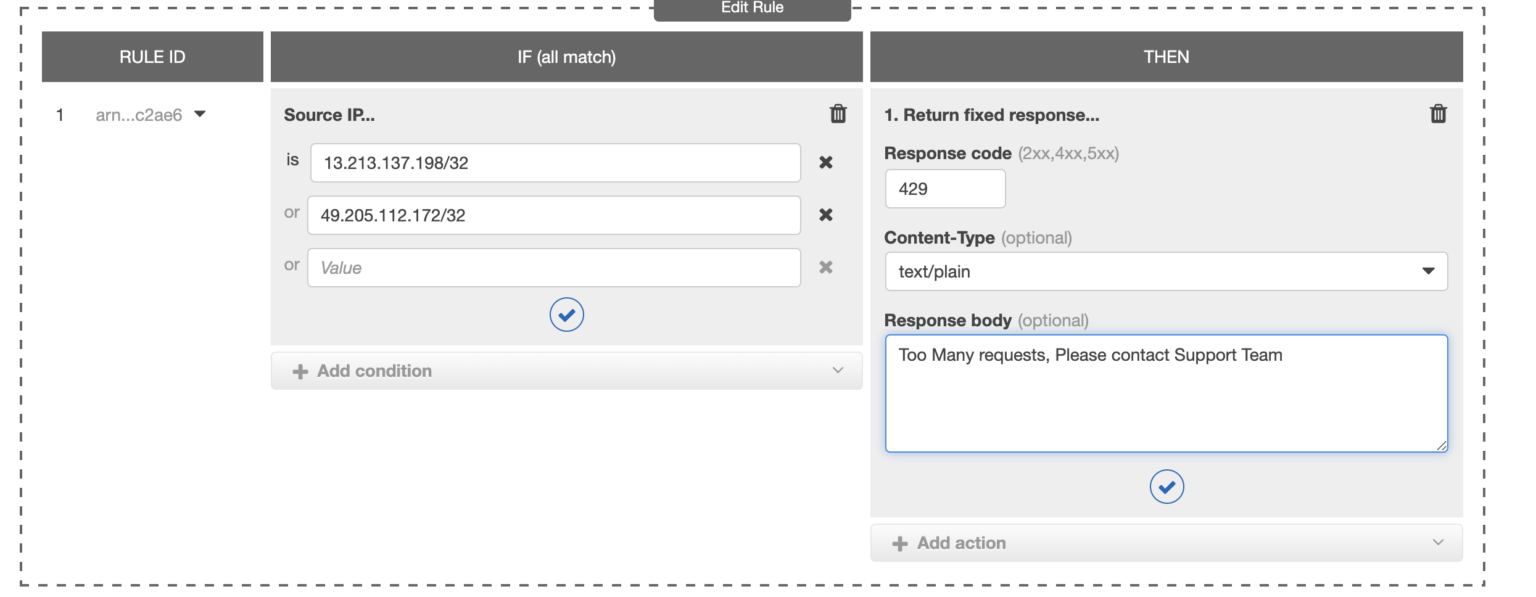 Edit Rule
RULE ID
IF (all match)
THEN
1 arn...c2ae6
Source IP...
is 13.213.137.198/32
or 49.205.112.172/32
or Value
Add condition
1. Return fixed response...
Response code (2xx,4xx,5xx)
429
Content-Type (optional)
text/plain
Response body (optional)
Too Many requests, Please contact Support Team
Add action